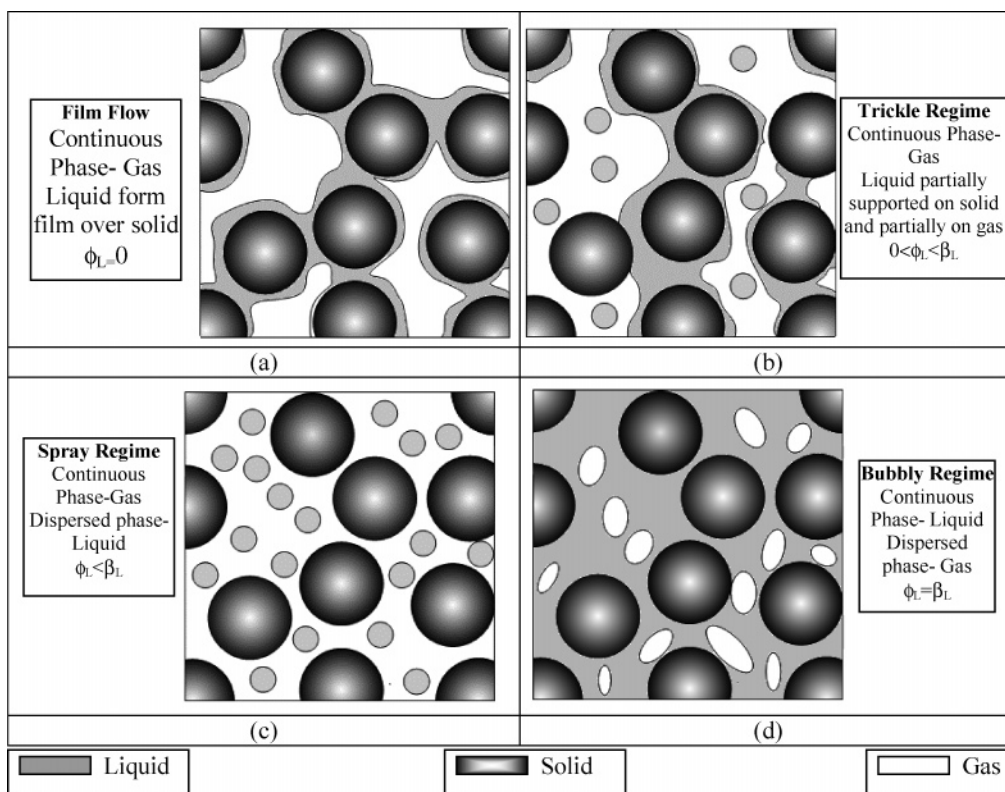 Film Flow
Continuous
Phase- Gas
Liquid form
film over solid
ϕL=0
Trickle Regime
Continuous Phase-
Gas
Liquid partially
supported on solid
and partially on gas
0<ϕL<βL
(a)
(b)
Spray Regime
Continuous
Phase-Gas
Dispersed phase-
Liquid
ϕL<βL
Bubbly Regime
Continuous
Phase- Liquid
Dispersed
phase- Gas
ϕL=βL
(c)
(d)
Liquid
Solid
Gas